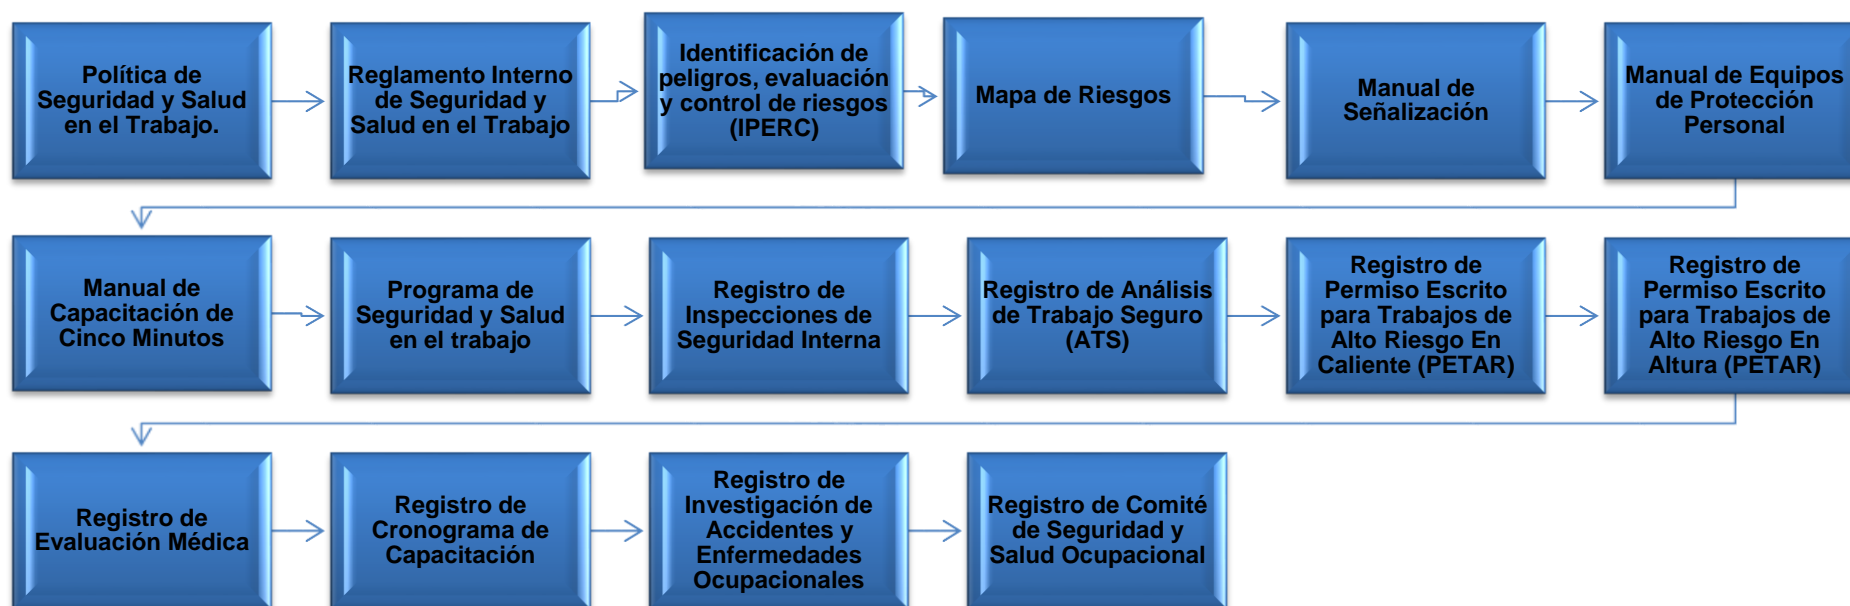 Política de
Seguridad y Salud
en el Trabajo.
Reglamento Interno
de Seguridad y
Salud en el Trabajo
Identificación de
peligros, evaluación
y control de riesgos
(IPERC)
Mapa de Riesgos
Manual de
Señalización
Manual de Equipos
de Protección
Personal
Manual de
Capacitación de
Cinco Minutos
Programa de
Seguridad y Salud
en el trabajo
Registro de
Inspecciones de
Seguridad Interna
Registro de Análisis
de Trabajo Seguro
(ATS)
Registro de
Permiso Escrito
para Trabajos de
Alto Riesgo En
Caliente (PETAR)
Registro de
Permiso Escrito
para Trabajos de
Alto Riesgo En
Altura (PETAR)
Registro de
Evaluación Médica
Registro de
Cronograma de
Capacitación
Registro de
Investigación de
Accidentes y
Enfermedades
Ocupacionales
Registro de Comité
de Seguridad y
Salud Ocupacional